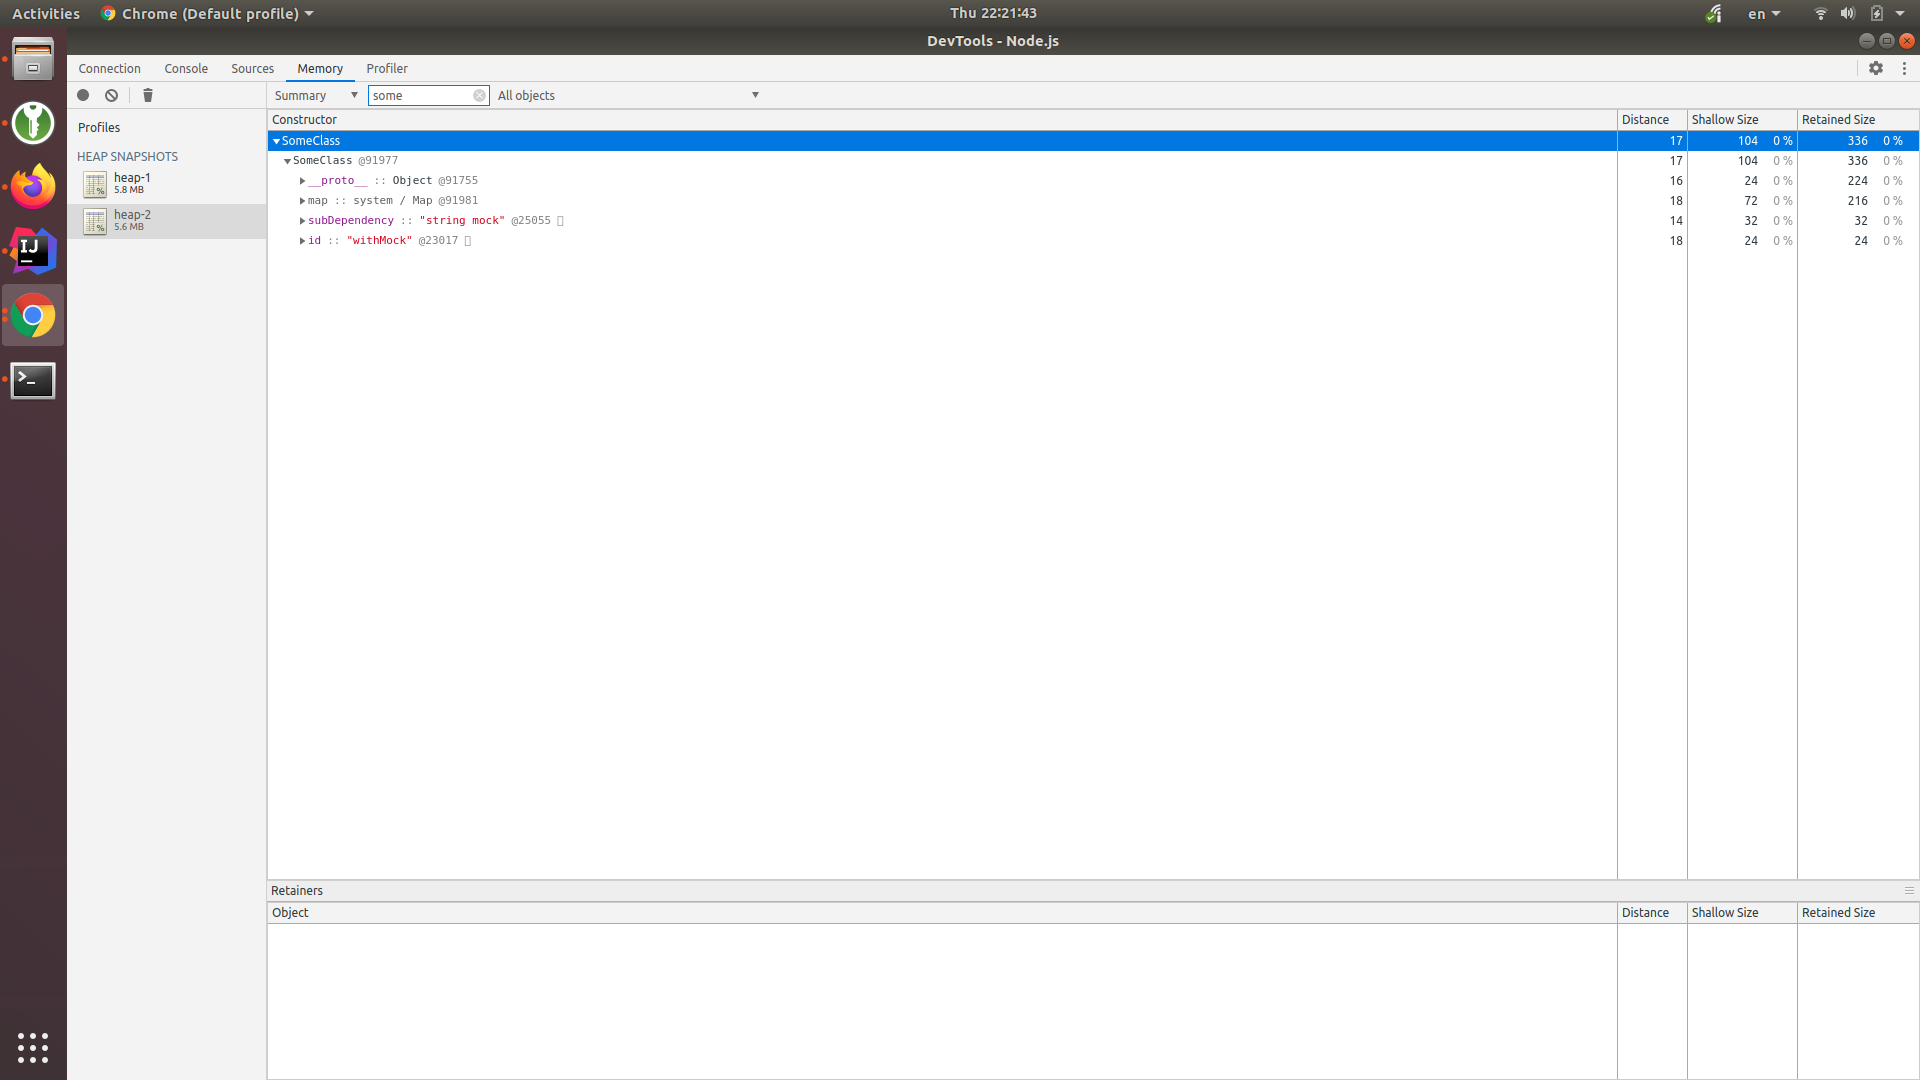 Activities Chrome (Default profile) Thu 22:21:43 en
DevTools - Node.js
Connection Console Sources Memory Profiler
Summary some All objects
Profiles
HEAP SNAPSHOTS
heap-1
5.8 MB
heap-2
5.6 MB
Constructor Distance Shallow Size Retained Size
SomeClass 17 104 0 % 336 0 %
SomeClass @91977 17 104 0 % 336 0 %
__proto__ :: Object @91755 16 24 0 % 224 0 %
map :: system / Map @91981 18 72 0 % 216 0 %
subDependency :: "string mock" @25055 14 32 0 % 32 0 %
id :: "withMock" @23017 18 24 0 % 24 0 %
Retainers
Object Distance Shallow Size Retained Size
IJ
>_